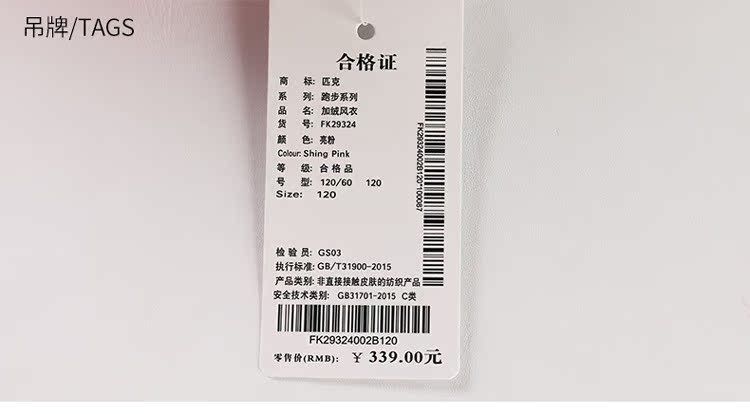 吊牌/TAGS
合格证
商 标: 匹克
系 列: 跑步系列
品 名: 加绒风衣
货 号: FK29324
颜 色: 亮粉
Colour: Shing Pink
等 级: 合格品
号 型: 120/60 120
Size: 120
检 验 员: GS03
执行标准: GB/T31900-2015
产品类别: 非直接接触皮肤的纺织产品
安全技术类别: GB31701-2015 C类
FK29324002B120
零售价(RMB): ¥ 339.00元
FK29324002B120*100087